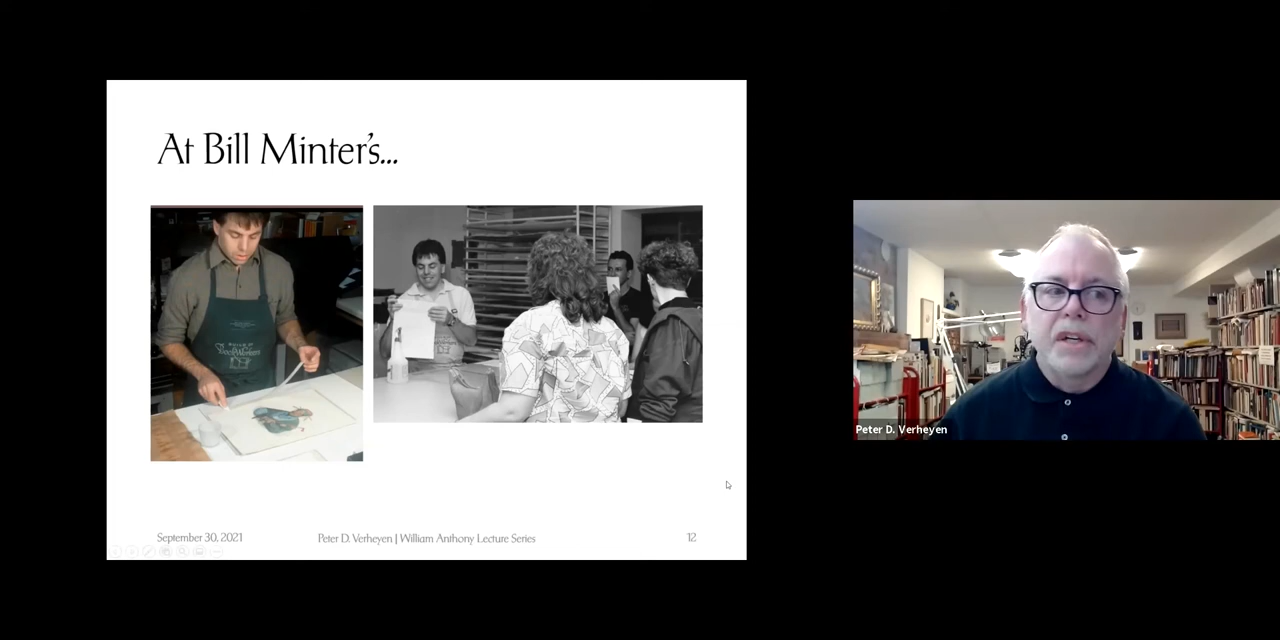 At Bill Minter's...
September 30, 2021
Peter D. Verheyen | William Anthony Lecture Series
12
Peter D. Verheyen